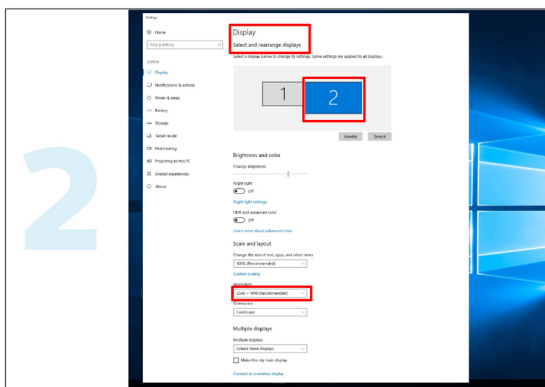 2
Settings
Home
Find a setting
System
Display
Notifications & actions
Power & sleep
Battery
Storage
Tablet mode
Multitasking
Projecting to this PC
Shared experiences
About
Display
Select and rearrange displays
Select a display below to change its settings. Some settings are applied to all displays.
1 2
Identify Detect
Brightness and color
Change brightness
Night light
Off
Night light settings
HDR and advanced color
Off
Learn more about advanced color
Scale and layout
Change the size of text, apps, and other items
100% (Recommended)
Custom scaling
Resolution
(Recommended)
Orientation
Landscape
Multiple displays
Multiple displays
Extend these displays
Make this my main display
Connect to a wireless display